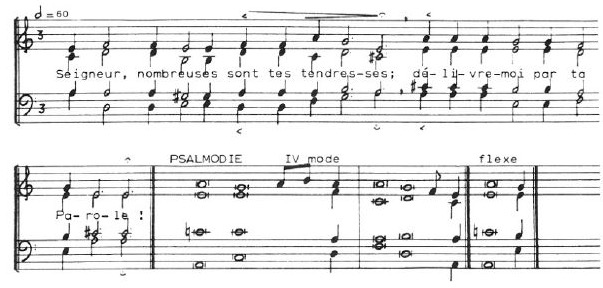 ♩ = 60
Seigneur, nombreuses sont tes tendres-ses; dé-li-vre-moi par ta
PSALMODIE IV mode flexe
Pa-ro-le !